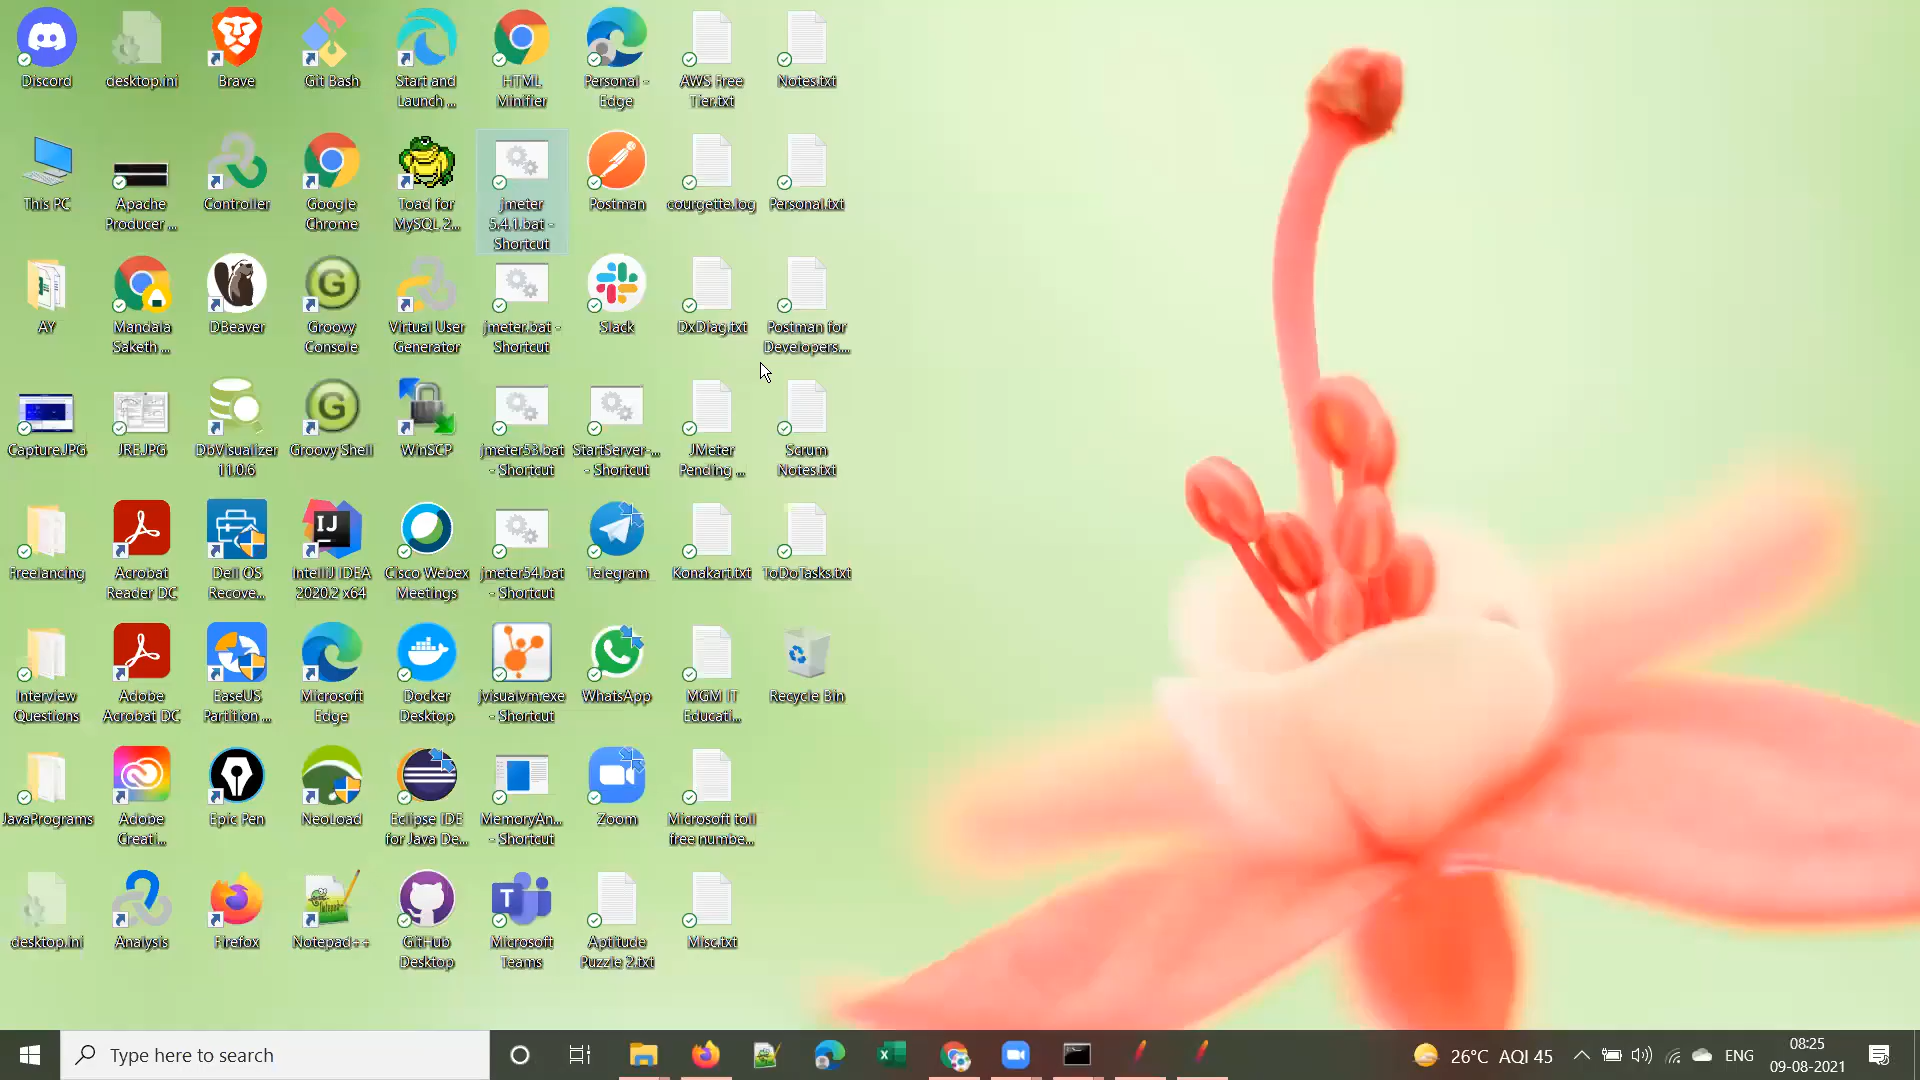 Discord
desktop.ini
Brave
Git Bash
Start and
Launch ...
HTML
Minifier
Personal -
Edge
AWS Free
Tier.txt
Notes.txt
This PC
Apache
Producer ...
Controller
Google
Chrome
Toad for
MySQL 2...
jmeter
5.4.1.bat -
Shortcut
Postman
courgette.log
Personal.txt
AY
Mandala
Saketh ...
DBeaver
Groovy
Console
Virtual User
Generator
jmeter.bat -
Shortcut
Slack
DxDiag.txt
Postman for
Developers....
Capture.JPG
JRE.JPG
DbVisualizer
11.0.6
Groovy Shell
WinSCP
jmeter53.bat
- Shortcut
StartServer-...
- Shortcut
JMeter
Pending ...
Scrum
Notes.txt
Freelancing
Acrobat
Reader DC
Dell OS
Recove...
IntelliJ IDEA
2020.2 x64
Cisco Webex
Meetings
jmeter54.bat
- Shortcut
Telegram
Konakart.txt
ToDoTasks.txt
Interview
Questions
Adobe
Acrobat DC
EaseUS
Partition ...
Microsoft
Edge
Docker
Desktop
jvisualvm.exe
- Shortcut
WhatsApp
MGM IT
Educati...
Recycle Bin
JavaPrograms
Adobe
Creati...
Epic Pen
NeoLoad
Eclipse IDE
for Java De...
MemoryAn...
- Shortcut
Zoom
Microsoft toll
free numbe...
desktop.ini
Analysis
Firefox
Notepad++
GitHub
Desktop
Microsoft
Teams
Aptitude
Puzzle 2.txt
Misc.txt
Type here to search
26°C AQI 45
ENG
08:25
09-08-2021